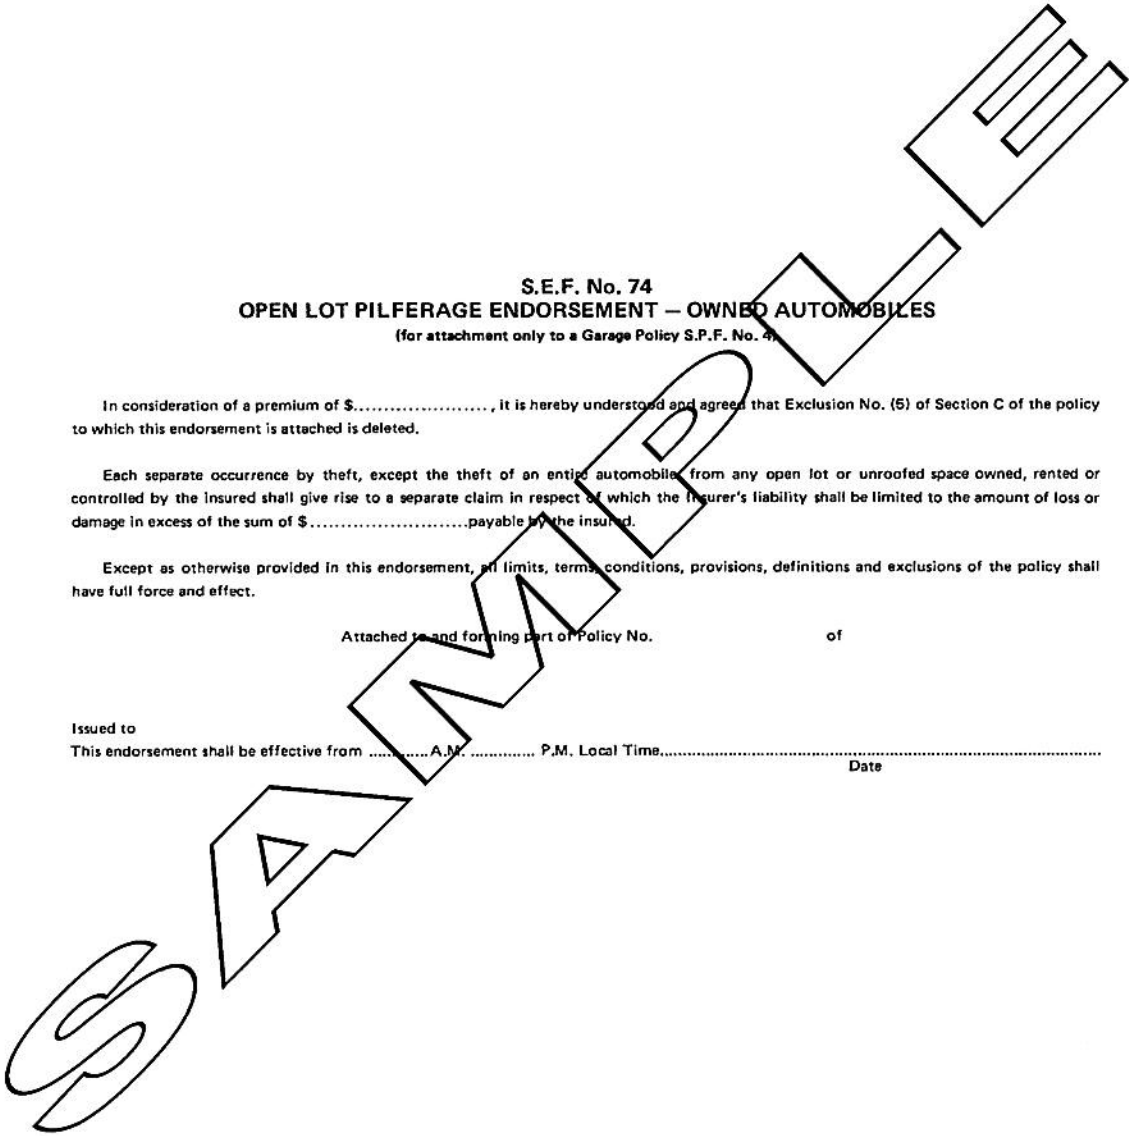 S.E.F. No. 74
OPEN LOT PILFERAGE ENDORSEMENT — OWNED AUTOMOBILES
(for attachment only to a Garage Policy S.P.F. No. 4)
In consideration of a premium of $......................., it is hereby understood and agreed that Exclusion No. (5) of Section C of the policy
to which this endorsement is attached is deleted.
Each separate occurrence by theft, except the theft of an entire automobile, from any open lot or unroofed space owned, rented or
controlled by the insured shall give rise to a separate claim in respect of which the Insurer's liability shall be limited to the amount of loss or
damage in excess of the sum of $..........................payable by the insured.
Except as otherwise provided in this endorsement, all limits, terms, conditions, provisions, definitions and exclusions of the policy shall
have full force and effect.
Attached to and forming part of Policy No. of
Issued to
This endorsement shall be effective from ............A.M. ............. P.M. Local Time..........................................................................
Date
SAMPLE